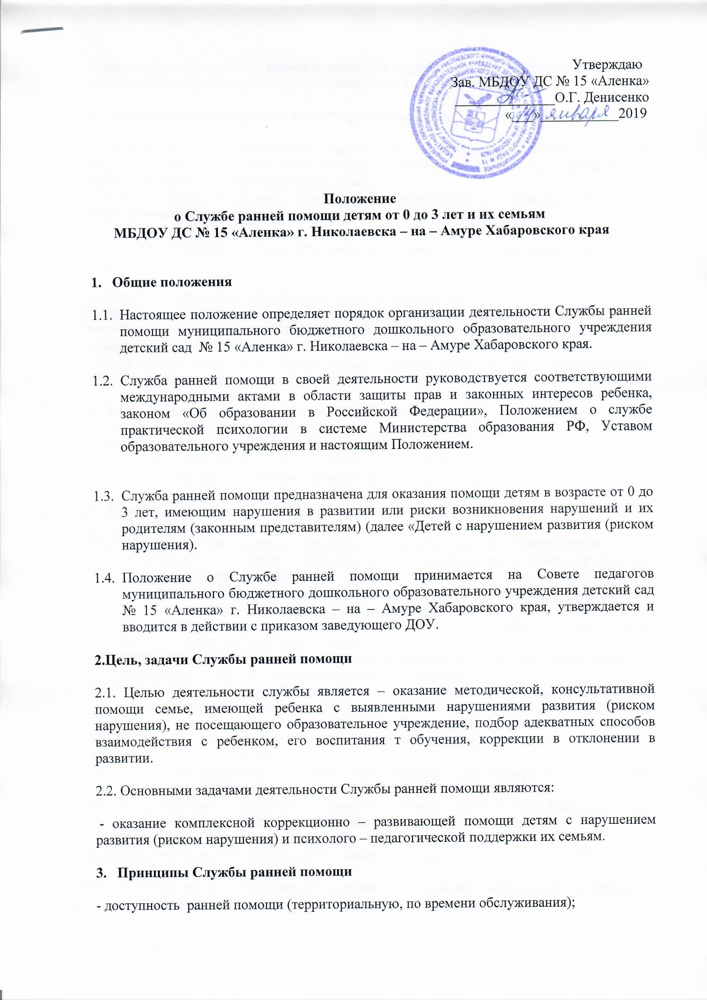 Утверждаю
Зав. МБДОУ ДС № 15 «Аленка»
О.Г. Денисенко
«14» января 2019
Положение
о Службе ранней помощи детям от 0 до 3 лет и их семьям
МБДОУ ДС № 15 «Аленка» г. Николаевска – на – Амуре Хабаровского края
1. Общие положения
1.1. Настоящее положение определяет порядок организации деятельности Службы ранней
помощи муниципального бюджетного дошкольного образовательного учреждения
детский сад № 15 «Аленка» г. Николаевска – на – Амуре Хабаровского края.
1.2. Служба ранней помощи в своей деятельности руководствуется соответствующими
международными актами в области защиты прав и законных интересов ребенка,
законом «Об образовании в Российской Федерации», Положением о службе
практической психологии в системе Министерства образования РФ, Уставом
образовательного учреждения и настоящим Положением.
1.3. Служба ранней помощи предназначена для оказания помощи детям в возрасте от 0 до
3 лет, имеющим нарушения в развитии или риски возникновения нарушений и их
родителям (законным представителям) (далее «Детей с нарушением развития (риском
нарушения).
1.4. Положение о Службе ранней помощи принимается на Совете педагогов
муниципального бюджетного дошкольного образовательного учреждения детский сад
№ 15 «Аленка» г. Николаевска – на – Амуре Хабаровского края, утверждается и
вводится в действии с приказом заведующего ДОУ.
2.Цель, задачи Службы ранней помощи
2.1. Целью деятельности службы является – оказание методической, консультативной
помощи семье, имеющей ребенка с выявленными нарушениями развития (риском
нарушения), не посещающего образовательное учреждение, подбор адекватных способов
взаимодействия с ребенком, его воспитания т обучения, коррекции в отклонении в
развитии.
2.2. Основными задачами деятельности Службы ранней помощи являются:
- оказание комплексной коррекционно – развивающей помощи детям с нарушением
развития (риском нарушения) и психолого – педагогической поддержки их семьям.
3. Принципы Службы ранней помощи
- доступность ранней помощи (территориальную, по времени обслуживания);